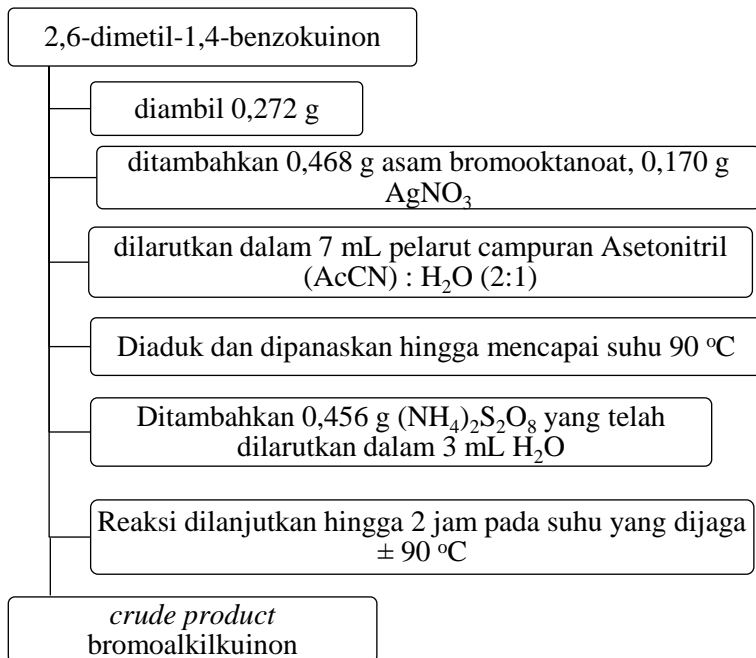 2,6-dimetil-1,4-benzokuinon
diambil 0,272 g
ditambahkan 0,468 g asam bromooktanoat, 0,170 g
AgNO₃
dilarutkan dalam 7 mL pelarut campuran Asetonitril
(AcCN) : H₂O (2:1)
Diaduk dan dipanaskan hingga mencapai suhu 90 ᵒC
Ditambahkan 0,456 g (NH₄)₂S₂O₈ yang telah
dilarutkan dalam 3 mL H₂O
Reaksi dilanjutkan hingga 2 jam pada suhu yang dijaga
± 90 ᵒC
crude product
bromoalkilkuinon